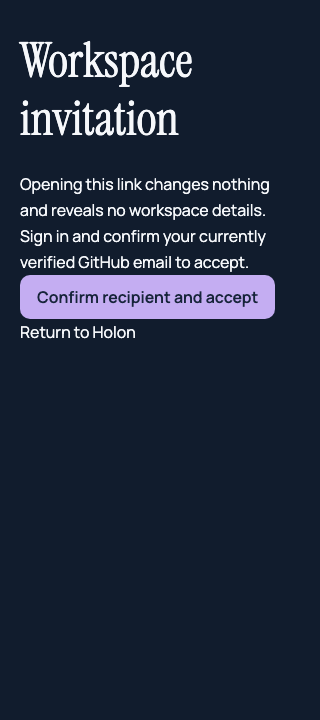 Workspace
invitation
Opening this link changes nothing
and reveals no workspace details.
Sign in and confirm your currently
verified GitHub email to accept.
Confirm recipient and accept
Return to Holon